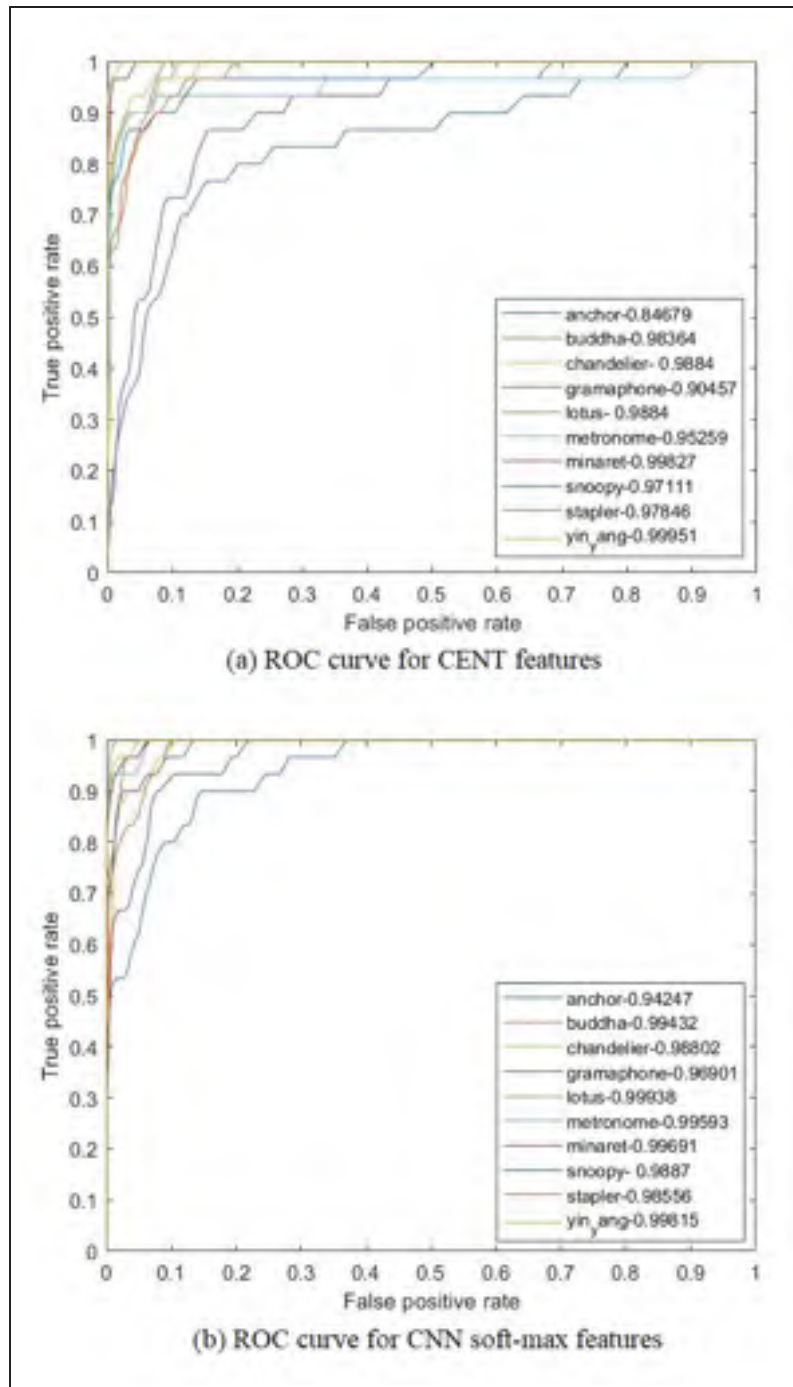 1
0.9
0.8
0.7
0.6
0.5
0.4
0.3
0.2
0.1
0
True positive rate
anchor-0.84679
buddha-0.98364
chandelier- 0.9884
gramaphone-0.90457
lotus- 0.9884
metronome-0.95259
minaret-0.99827
snoopy-0.97111
stapler-0.97846
yinyang-0.99951
0 0.1 0.2 0.3 0.4 0.5 0.6 0.7 0.8 0.9 1
False positive rate
(a) ROC curve for CENT features
1
0.9
0.8
0.7
0.6
0.5
0.4
0.3
0.2
0.1
0
True positive rate
anchor-0.94247
buddha-0.99432
chandelier-0.98802
gramaphone-0.96901
lotus-0.99938
metronome-0.99593
minaret-0.99691
snoopy- 0.9887
stapler-0.98556
yinyang-0.99815
0 0.1 0.2 0.3 0.4 0.5 0.6 0.7 0.8 0.9 1
False positive rate
(b) ROC curve for CNN soft-max features